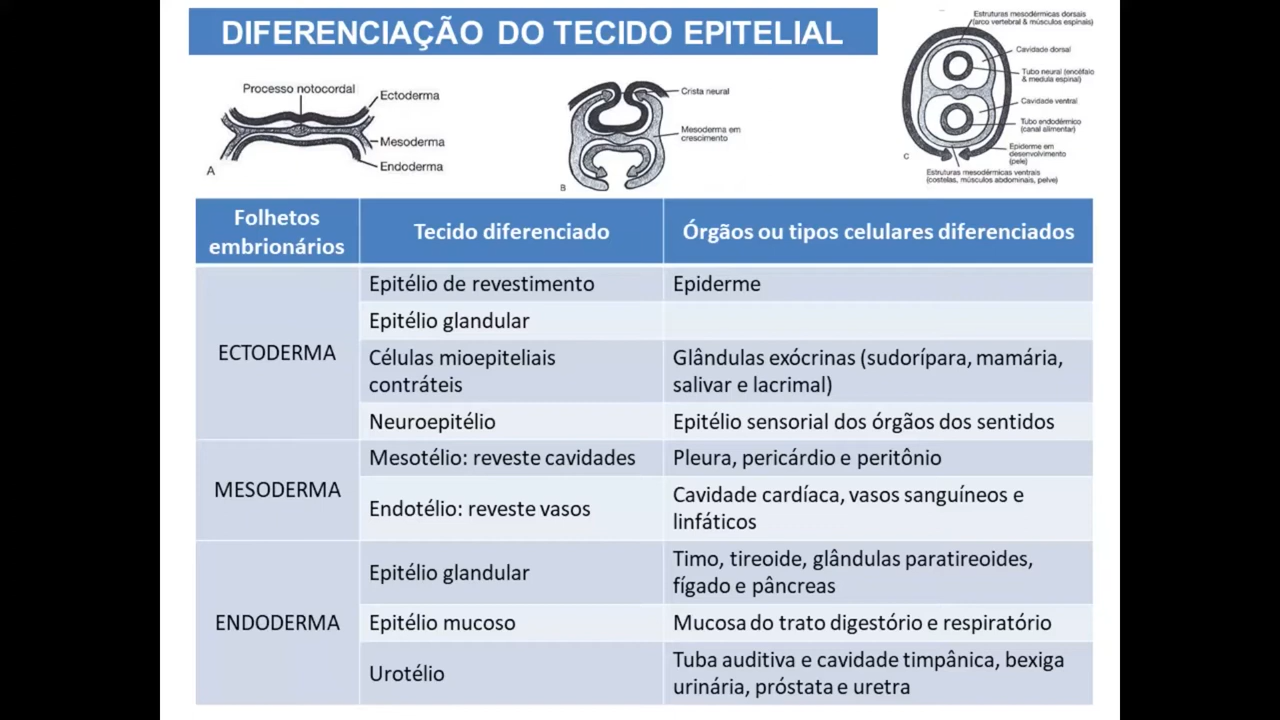 DIFERENCIAÇÃO DO TECIDO EPITELIAL
Processo notocordal
Ectoderma
Mesoderma
Endoderma
A
Crista neural
Mesoderma em
crescimento
B
Estruturas mesodérmicas dorsais
(arco vertebral & músculos espinais)
Cavidade dorsal
Tubo neural (encéfalo
& medula espinal)
Cavidade ventral
Tubo endodérmico
(canal alimentar)
Epiderme em
desenvolvimento
(pele)
C
Estruturas mesodérmicas ventrais
(costelas, músculos abdominais, pelve)
Folhetos
embrionários
Tecido diferenciado
Órgãos ou tipos celulares diferenciados
ECTODERMA
Epitélio de revestimento
Epiderme
Epitélio glandular
Células mioepiteliais
contráteis
Glândulas exócrinas (sudorípara, mamária,
salivar e lacrimal)
Neuroepitélio
Epitélio sensorial dos órgãos dos sentidos
MESODERMA
Mesotélio: reveste cavidades
Pleura, pericárdio e peritônio
Endotélio: reveste vasos
Cavidade cardíaca, vasos sanguíneos e
linfáticos
ENDODERMA
Epitélio glandular
Timo, tireoide, glândulas paratireoides,
fígado e pâncreas
Epitélio mucoso
Mucosa do trato digestório e respiratório
Urotélio
Tuba auditiva e cavidade timpânica, bexiga
urinária, próstata e uretra